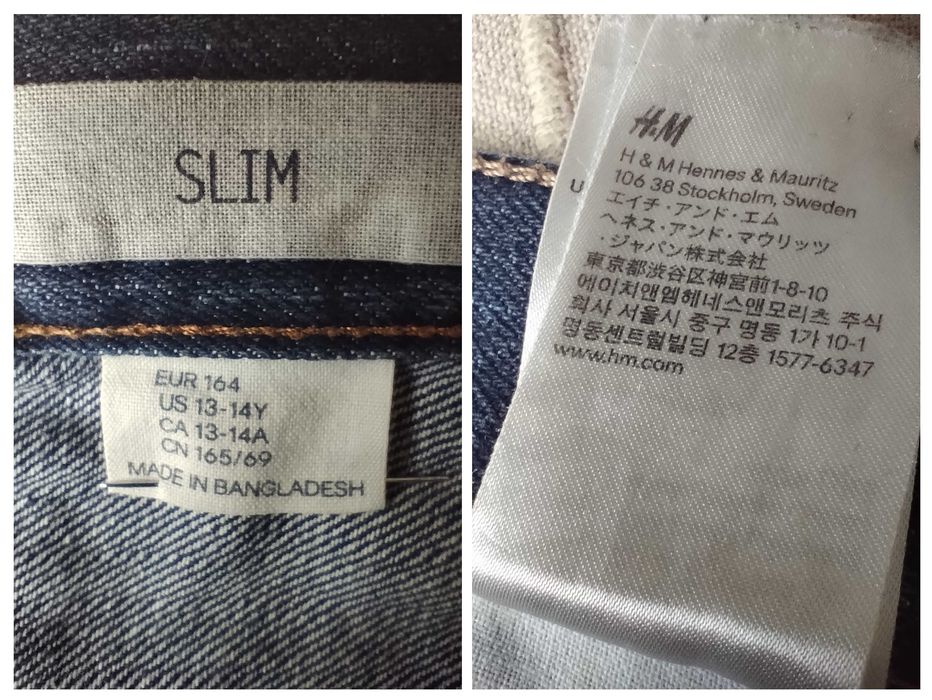 SLIM
EUR 164
US 13-14Y
CA 13-14A
CN 165/69
MADE IN BANGLADESH
H&M
H & M Hennes & Mauritz
106 38 Stockholm, Sweden
エイチ・アンド・エム
ヘネス・アンド・マウリッツ
・ジャパン株式会社
東京都渋谷区神宮前1-8-10
에이치앤엠헤네스앤모리츠 주식
회사 서울시 중구 명동 1가 10-1
명동센트럴빌딩 12층 1577-6347
www.hm.com
U